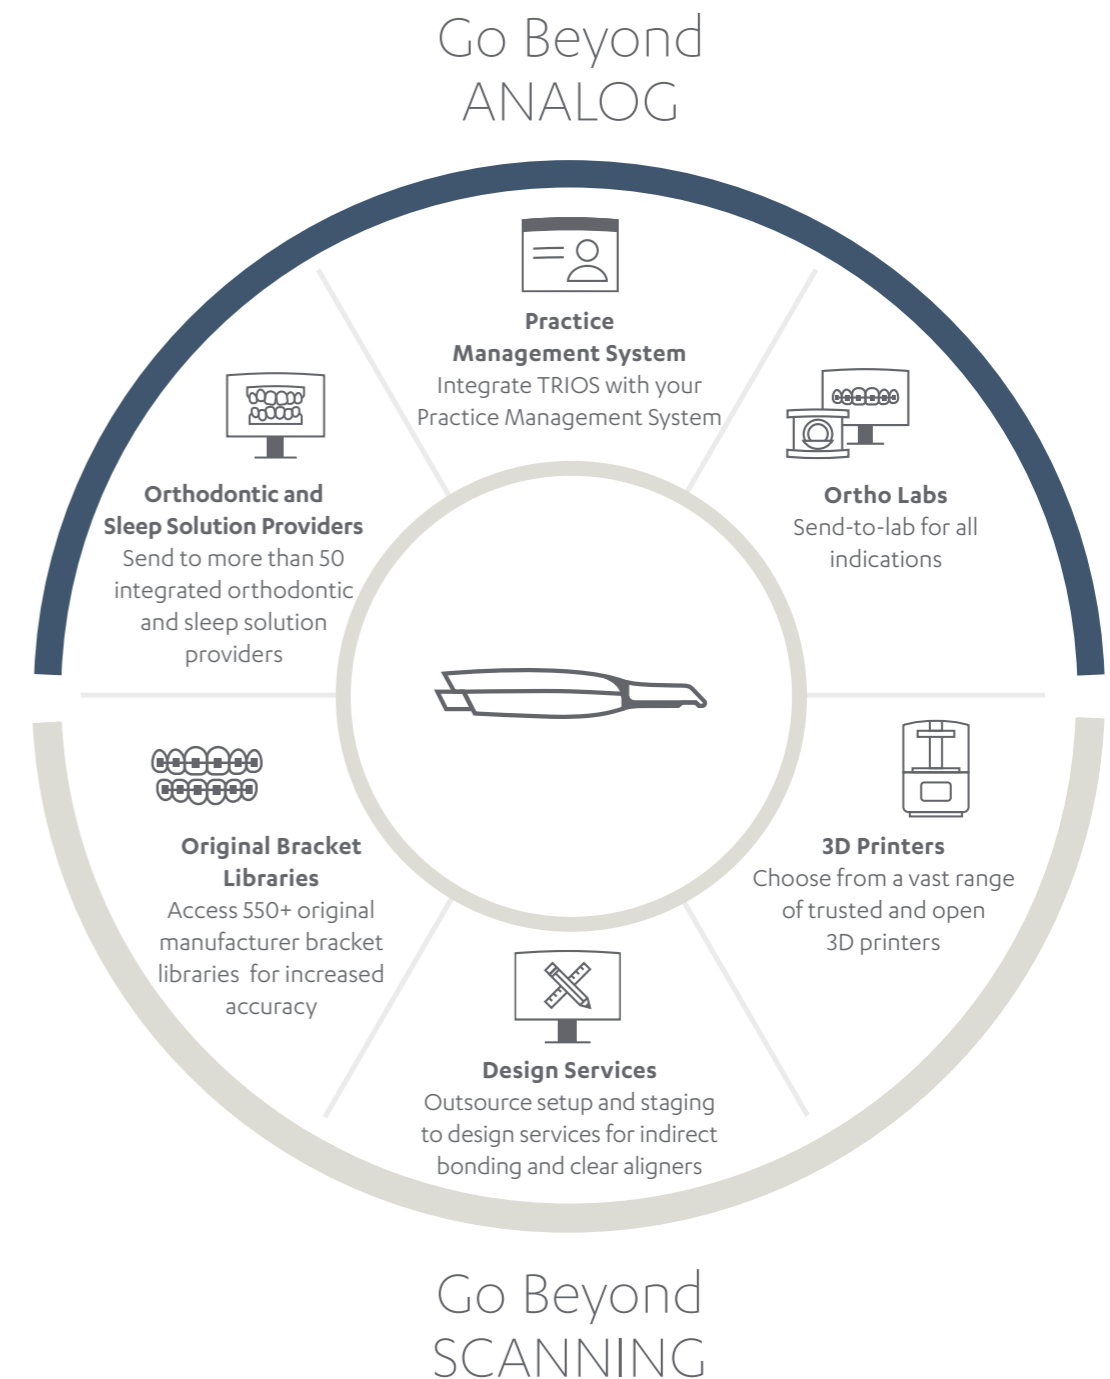 Go Beyond
ANALOG
Practice
Management System
Integrate TRIOS with your
Practice Management System
Orthodontic and
Sleep Solution Providers
Send to more than 50
integrated orthodontic
and sleep solution
providers
Ortho Labs
Send-to-lab for all
indications
Original Bracket
Libraries
Access 550+ original
manufacturer bracket
libraries for increased
accuracy
3D Printers
Choose from a vast range
of trusted and open
3D printers
Design Services
Outsource setup and staging
to design services for indirect
bonding and clear aligners
Go Beyond
SCANNING